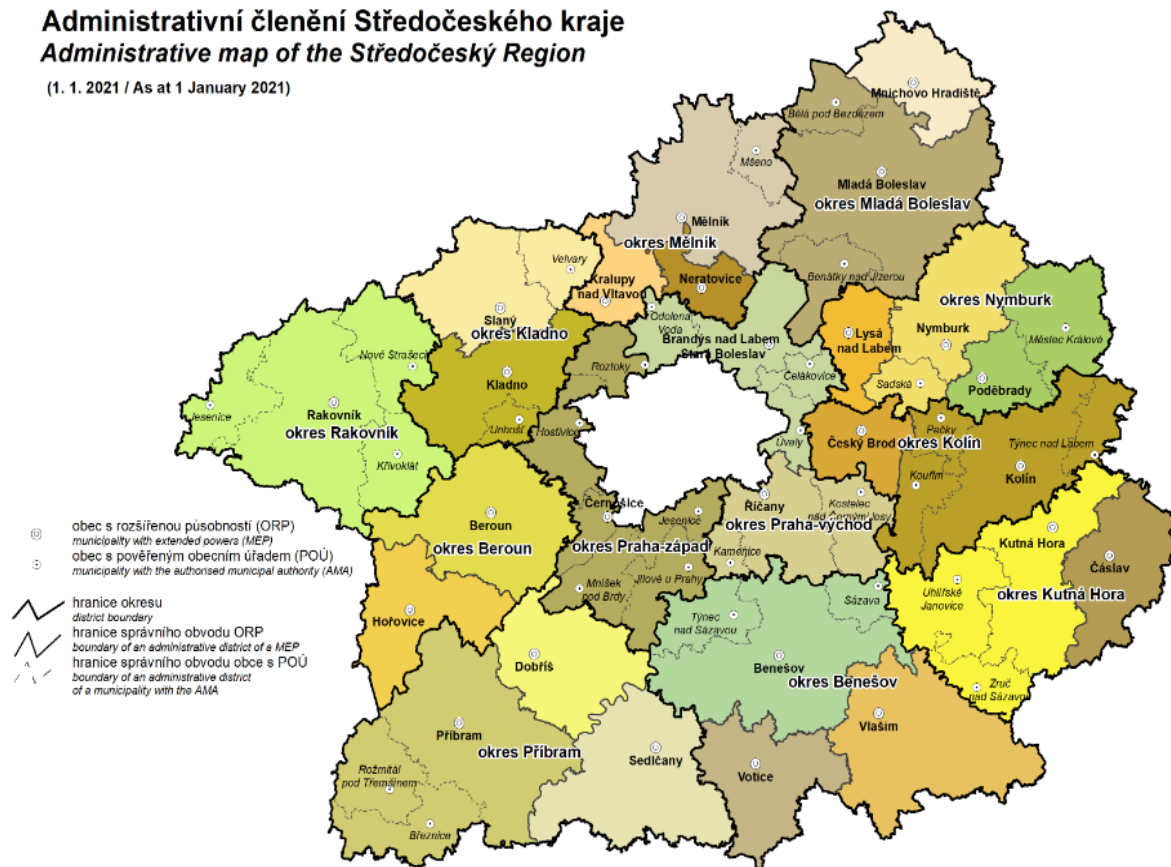 Administrativní členění Středočeského kraje
Administrative map of the Středočeský Region
(1. 1. 2021 / As at 1 January 2021)
Mnichovo Hradiště
Bělá pod Bezdězem
Mšeno
Mladá Boleslav
okres Mladá Boleslav
Mělník
okres Mělník
Velvary
Benátky nad Jizerou
Kralupy
nad Vltavou
Neratovice
okres Nymburk
Slaný
okres Kladno
Odolena
Voda
Brandýs nad Labem
Stará Boleslav
Lysá
nad Labem
Nymburk
Městec Králové
Nové Strašecí
Roztoky
Čelákovice
Kladno
Sadská
Poděbrady
Jesenice
Rakovník
okres Rakovník
Unhošť
Hostivice
Úvaly
Český Brod
okres Kolín
Pečky
Týnec nad Labem
Křivoklát
Kouřim
Kolín
Beroun
okres Beroun
Černošice
Jesenice
Říčany
okres Praha-východ
Kostelec
nad Černými lesy
okres Praha-západ
Kamenice
Kutná Hora
Čáslav
Mníšek
pod Brdy
Jílové u Prahy
Uhlířské
Janovice
okres Kutná Hora
Hořovice
Týnec
nad Sázavou
Sázava
Dobříš
Benešov
okres Benešov
Zruč
nad Sázavou
Příbram
okres Příbram
Sedlčany
Votice
Vlašim
Rožmitál
pod Třemšínem
Březnice
obec s rozšířenou působností (ORP)
municipality with extended powers (MEP)
obec s pověřeným obecním úřadem (POÚ)
municipality with the authorised municipal authority (AMA)
hranice okresu
district boundary
hranice správního obvodu ORP
boundary of an administrative district of a MEP
hranice správního obvodu obce s POÚ
boundary of an administrative district
of a municipality with the AMA